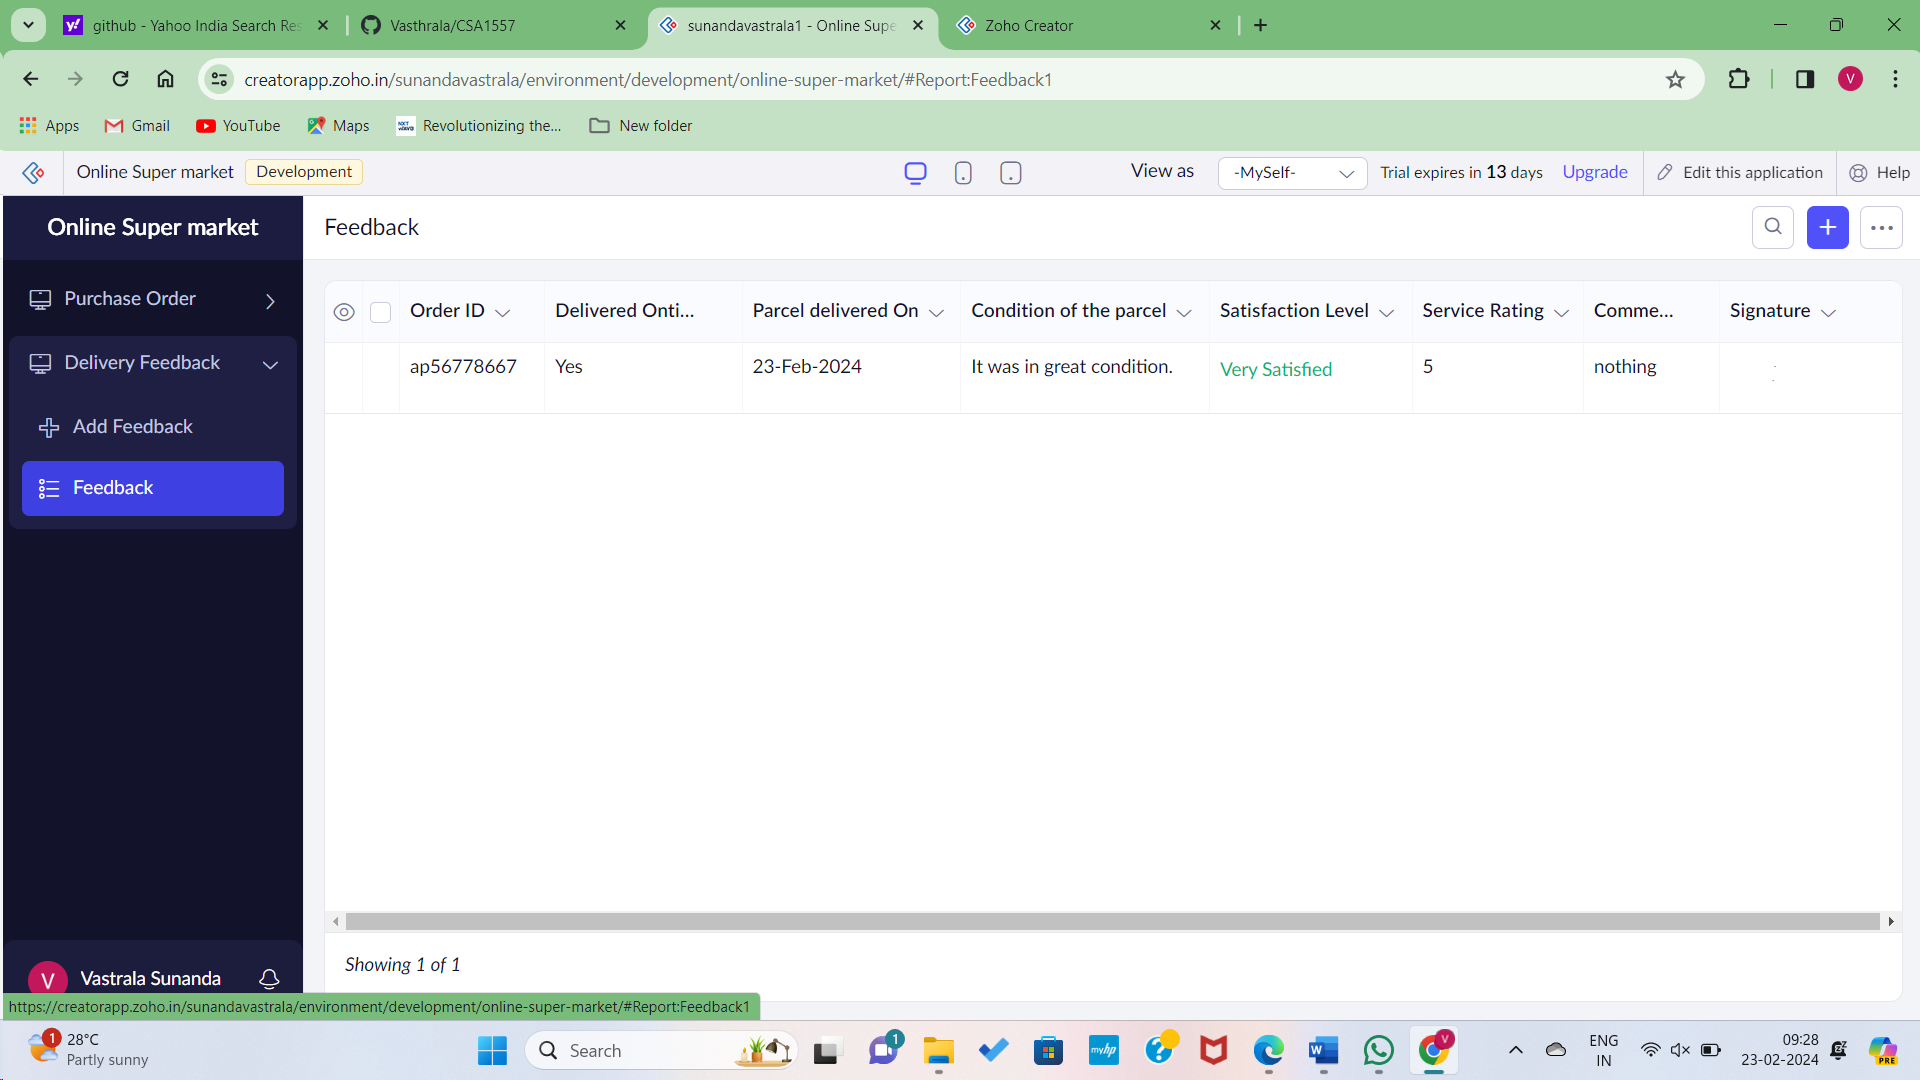 github - Yahoo India Search Res
Vasthrala/CSA1557
sunandavastrala1 - Online Supe
Zoho Creator
creatorapp.zoho.in/sunandavastrala/environment/development/online-super-market/#Report:Feedback1
V
Apps
Gmail
YouTube
Maps
Revolutionizing the...
New folder
Online Super market
Development
View as
-MySelf-
Trial expires in 13 days
Upgrade
Edit this application
Help
Online Super market
Feedback
Purchase Order
Delivery Feedback
Add Feedback
Feedback
Order ID
Delivered Onti...
Parcel delivered On
Condition of the parcel
Satisfaction Level
Service Rating
Comme...
Signature
ap56778667
Yes
23-Feb-2024
It was in great condition.
Very Satisfied
5
nothing
Showing 1 of 1
V
Vastrala Sunanda
https://creatorapp.zoho.in/sunandavastrala/environment/development/online-super-market/#Report:Feedback1
1
28°C
Partly sunny
Search
1
myhp
W
V
ENG
IN
09:28
23-02-2024
PRE